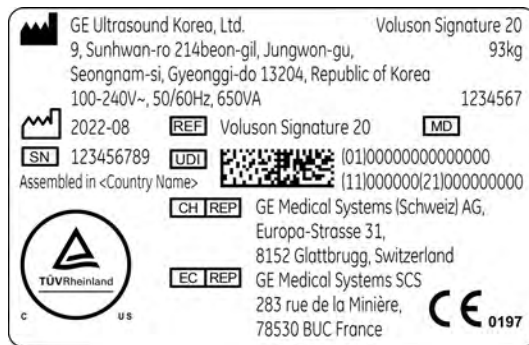 GE Ultrasound Korea, Ltd. Voluson Signature 20
9, Sunhwan-ro 214beon-gil, Jungwon-gu, 93kg
Seongnam-si, Gyeonggi-do 13204, Republic of Korea
100-240V~, 50/60Hz, 650VA 1234567
2022-08 REF Voluson Signature 20 MD
SN 123456789 UDI (01)00000000000000
Assembled in <Country Name> (11)000000(21)000000000
CH REP GE Medical Systems (Schweiz) AG,
Europa-Strasse 31,
8152 Glattbrugg, Switzerland
TÜVRheinland
C US
EC REP GE Medical Systems SCS
283 rue de la Minière,
78530 BUC France
CE 0197